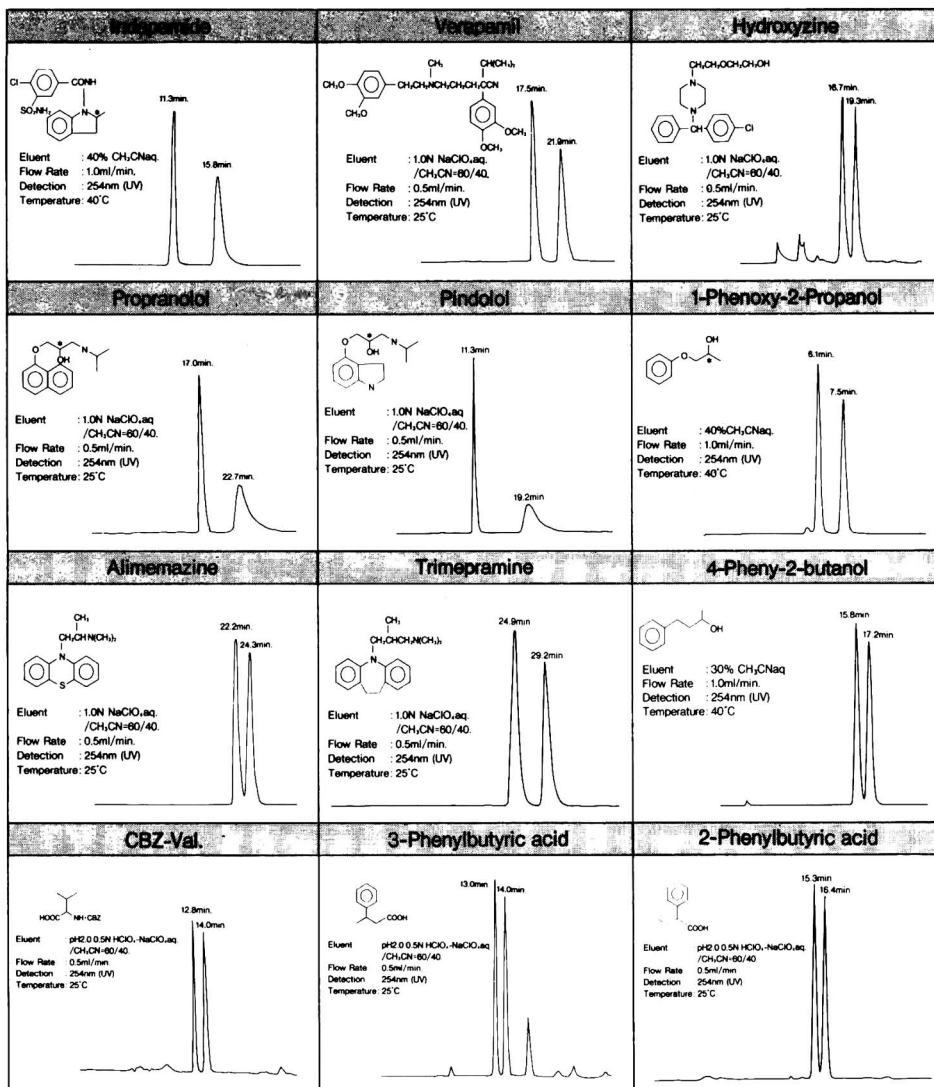 Indapamide
Cl
CONH
SO₂NH₂
N
*
11.3min.
15.8min.
Eluent : 40% CH₃CNaq.
Flow Rate : 1.0ml/min.
Detection : 254nm (UV)
Temperature: 40°C
Verapamil
CH₃
CH(CH₃)₂
CH₃O
CH₂CH₂NCH₂CH₂CH₂CCN
OCH₃
OCH₃
OCH₃
17.5min.
21.9min
Eluent : 1.0N NaClO₄aq.
/CH₃CN=60/40.
Flow Rate : 0.5ml/min.
Detection : 254nm (UV)
Temperature: 25°C
Hydroxyzine
CH₂CH₂OCH₂CH₂OH
N
N
CH
Cl
16.7min
19.3min
Eluent : 1.0N NaClO₄aq.
/CH₃CN=60/40.
Flow Rate : 0.5ml/min.
Detection : 254nm (UV)
Temperature: 25°C
Propranolol
*
O
OH
N
17.0min.
22.7min.
Eluent : 1.0N NaClO₄aq
/CH₃CN=60/40.
Flow Rate : 0.5ml/min.
Detection : 254nm (UV)
Temperature: 25°C
Pindolol
*
O
OH
N
N
11.3min
19.2min
Eluent : 1.0N NaClO₄aq
/CH₃CN=60/40.
Flow Rate : 0.5ml/min.
Detection : 254nm (UV)
Temperature: 25°C
1-Phenoxy-2-Propanol
OH
O
*
6.1min.
7.5min.
Eluent : 40%CH₃CNaq.
Flow Rate : 1.0ml/min.
Detection : 254nm (UV)
Temperature: 40°C
Alimemazine
CH₃
CH₂CHN(CH₃)₂
N
S
22.2min.
24.3min.
Eluent : 1.0N NaClO₄aq.
/CH₃CN=60/40.
Flow Rate : 0.5ml/min.
Detection : 254nm (UV)
Temperature: 25°C
Trimepramine
CH₃
CH₂CHCH₂N(CH₃)₂
N
24.9min
29.2min
Eluent : 1.0N NaClO₄aq.
/CH₃CN=60/40.
Flow Rate : 0.5ml/min.
Detection : 254nm (UV)
Temperature: 25°C
4-Pheny-2-butanol
OH
15.8min
17.2min
Eluent : 30% CH₃CNaq
Flow Rate : 1.0ml/min.
Detection : 254nm (UV)
Temperature: 40°C
CBZ-Val.
HOOC
NH·CBZ
12.8min.
14.0min
Eluent pH2.0 0.5N HClO₄-NaClO₄aq.
/CH₃CN=60/40.
Flow Rate : 0.5ml/min.
Detection : 254nm (UV)
Temperature: 25°C
3-Phenylbutyric acid
COOH
13.0min
14.0min
Eluent pH2.0 0.5N HClO₄-NaClO₄aq.
/CH₃CN=60/40.
Flow Rate 0.5ml/min.
Detection 254nm (UV)
Temperature: 25°C
2-Phenylbutyric acid
COOH
15.3min
16.4min
Eluent : pH2.0 0.5N HClO₄-NaClO₄aq
/CH₃CN=60/40.
Flow Rate : 0.5ml/min
Detection : 254nm (UV)
Temperature: 25°C